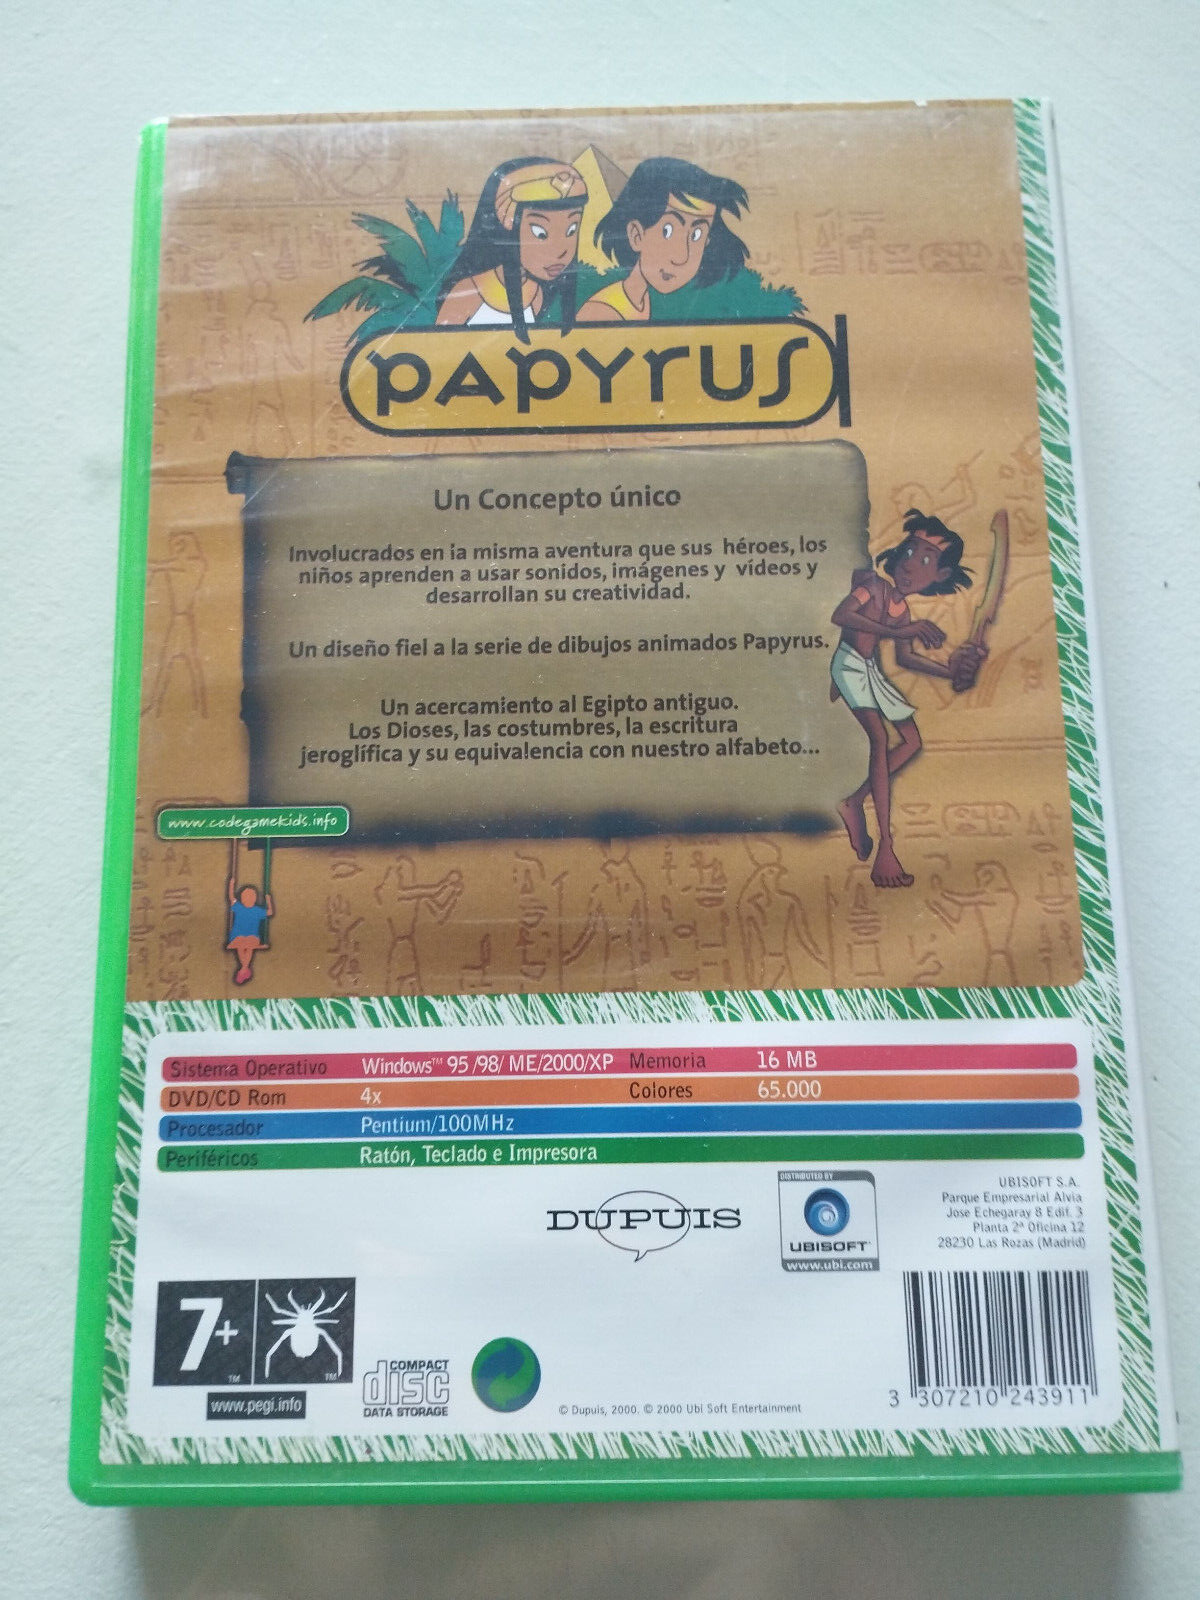 PAPYRUS
Un Concepto único
Involucrados en la misma aventura que sus héroes, los
niños aprenden a usar sonidos, imágenes y vídeos y
desarrollan su creatividad.
Un diseño fiel a la serie de dibujos animados Papyrus.
Un acercamiento al Egipto antiguo.
Los Dioses, las costumbres, la escritura
jeroglífica y su equivalencia con nuestro alfabeto...
www.codegamekids.info
Sistema Operativo Windows™ 95 /98/ ME/2000/XP Memoria 16 MB
DVD/CD Rom 4x Colores 65.000
Procesador Pentium/100MHz
Periféricos Ratón, Teclado e Impresora
DUPUIS
DISTRIBUTED BY
UBISOFT
www.ubi.com
UBISOFT S.A.
Parque Empresarial Alvia
Jose Echegaray 8 Edif. 3
Planta 2ª Oficina 12
28230 Las Rozas (Madrid)
7+
™ ™
www.pegi.info
COMPACT
disc
DATA STORAGE
© Dupuis, 2000. © 2000 Ubi Soft Entertainment
3 307210 243911